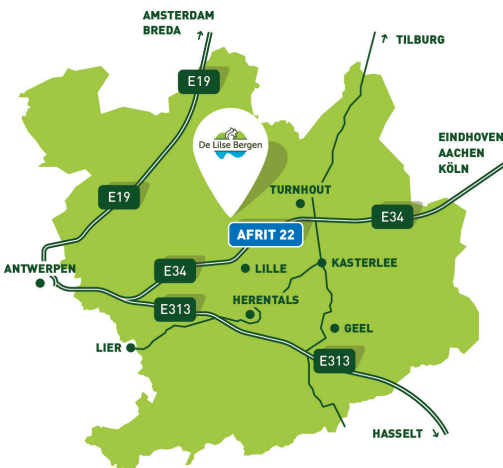 AMSTERDAM
BREDA
TILBURG
E19
De Lilse Bergen
EINDHOVEN
AACHEN
KÖLN
E19
TURNHOUT
E34
AFRIT 22
ANTWERPEN
E34
LILLE
KASTERLEE
E313
HERENTALS
GEEL
LIER
E313
HASSELT